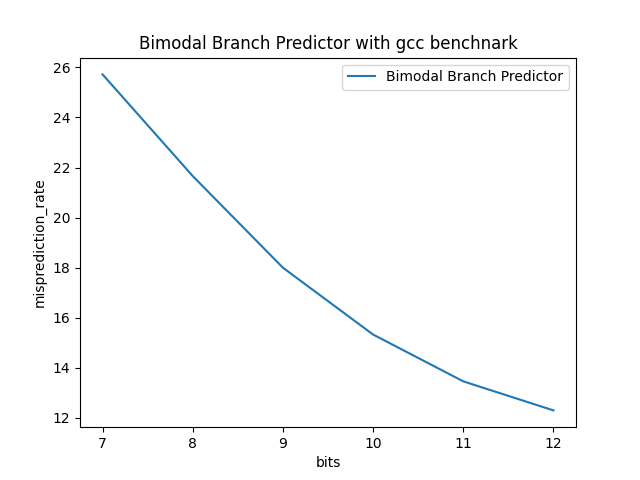 Bimodal Branch Predictor with gcc benchnark
Bimodal Branch Predictor
26
24
22
20
18
16
14
12
misprediction_rate
7 8 9 10 11 12
bits